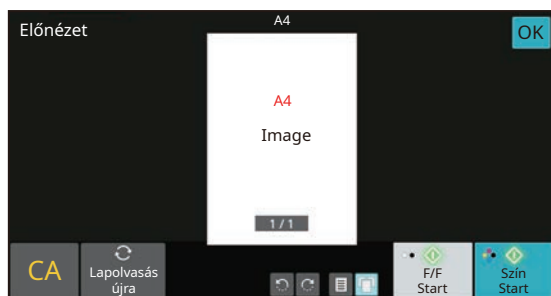 Előnézet
A4
OK
A4
Image
1 / 1
CA
Lapolvasás
újra
F/F
Start
Szín
Start